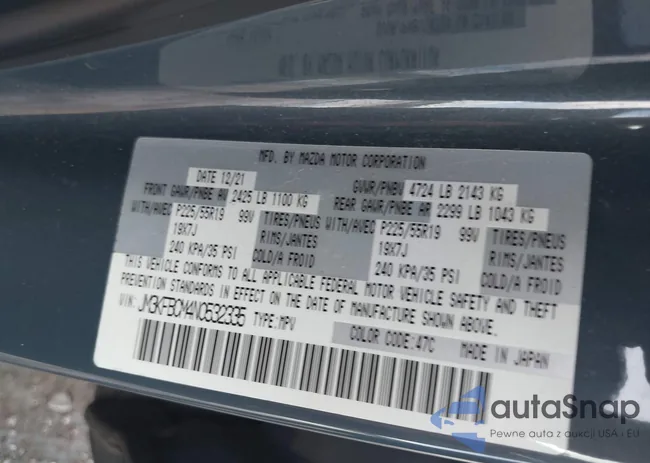 MFD. BY MAZDA MOTOR CORPORATION
DATE 12/21 GVWR/PNBV 4724 LB 2143 KG
FRONT GAWR/PNBE AV 2425 LB 1100 KG REAR GAWR/PNBE AR 2299 LB 1043 KG
WITH/AVEC P225/55R19 99V TIRES/PNEUS WITH/AVEC P225/55R19 99V TIRES/PNEUS
19X7J RIMS/JANTES 19X7J RIMS/JANTES
240 KPA/35 PSI COLD/A FROID 240 KPA/35 PSI COLD/A FROID
THIS VEHICLE CONFORMS TO ALL APPLICABLE FEDERAL MOTOR VEHICLE SAFETY AND THEFT
PREVENTION STANDARDS IN EFFECT ON THE DATE OF MANUFACTURE SHOWN ABOVE.
VIN: JM3KFBCM4N0532335 TYPE:MPV COLOR CODE:47C MADE IN JAPAN
autaSnap
Pewne auta z aukcji USA - EU